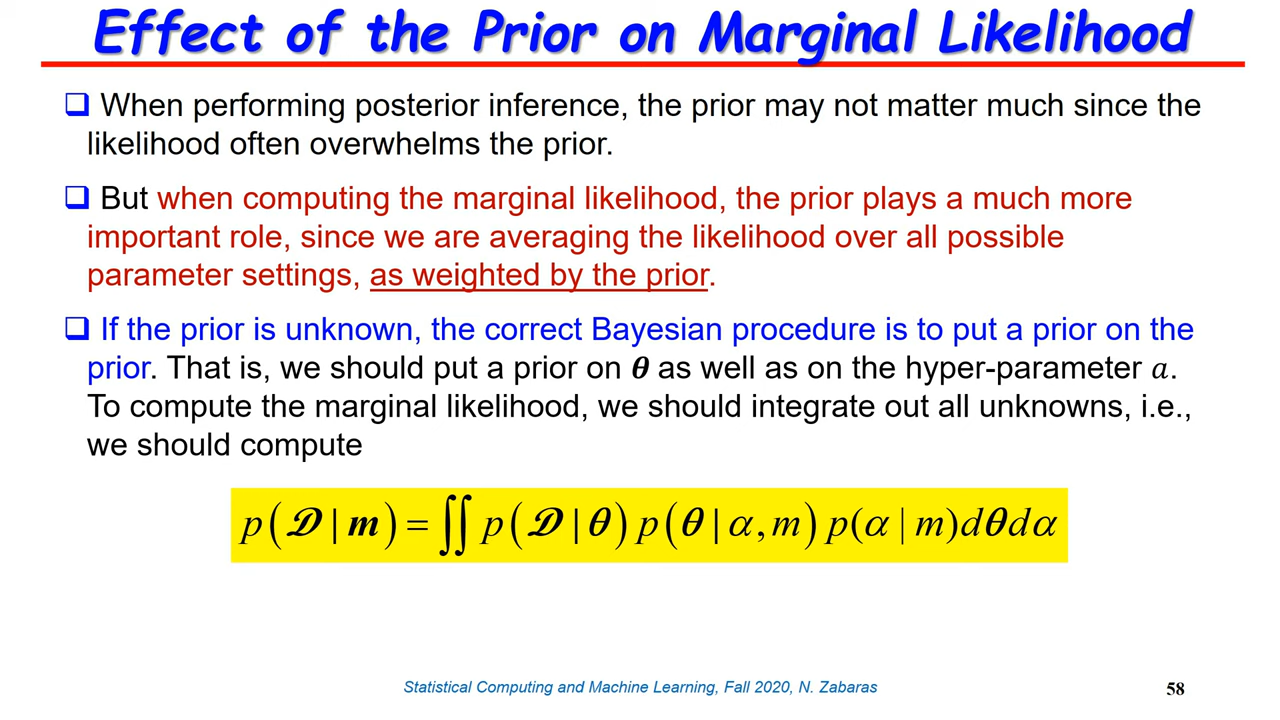 Effect of the Prior on Marginal Likelihood
❑ When performing posterior inference, the prior may not matter much since the
likelihood often overwhelms the prior.
❑ But when computing the marginal likelihood, the prior plays a much more
important role, since we are averaging the likelihood over all possible
parameter settings, as weighted by the prior.
❑ If the prior is unknown, the correct Bayesian procedure is to put a prior on the
prior. That is, we should put a prior on 𝜽 as well as on the hyper-parameter 𝑎.
To compute the marginal likelihood, we should integrate out all unknowns, i.e.,
we should compute
p(𝓓 | m) = ∬ p(𝓓 | θ) p(θ | α, m) p(α | m)dθdα
Statistical Computing and Machine Learning, Fall 2020, N. Zabaras
58